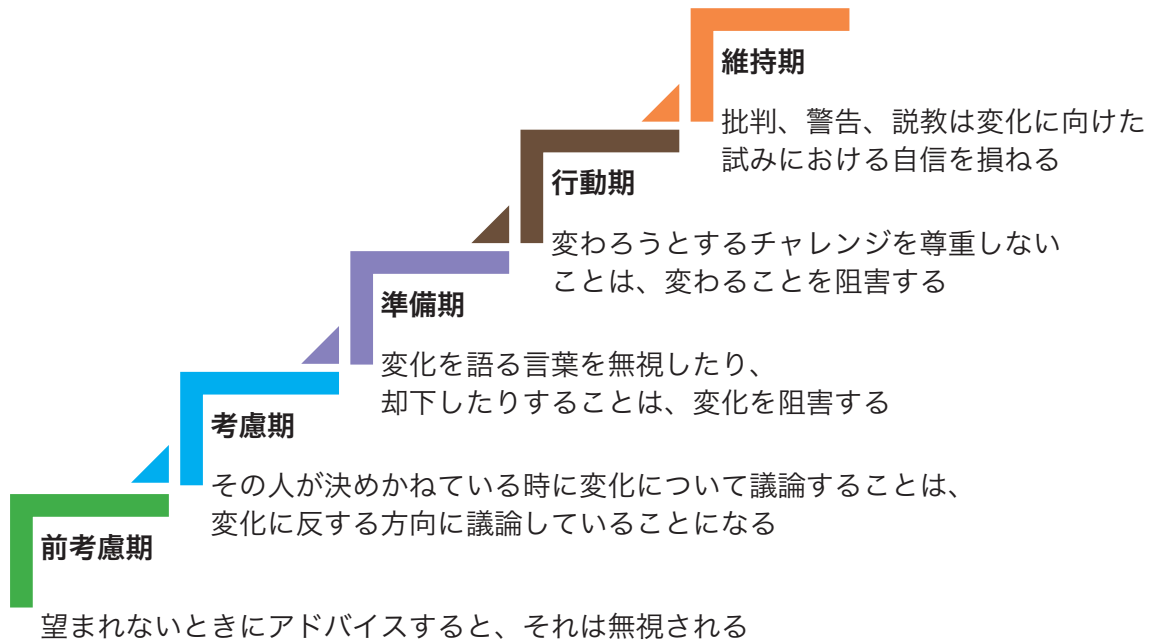 維持期
批判、警告、説教は変化に向けた
試みにおける自信を損ねる
行動期
変わろうとするチャレンジを尊重しない
ことは、変わることを阻害する
準備期
変化を語る言葉を無視したり、
却下したりすることは、変化を阻害する
考慮期
その人が決めかねている時に変化について議論することは、
変化に反する方向に議論していることになる
前考慮期
望まれないときにアドバイスすると、それは無視される